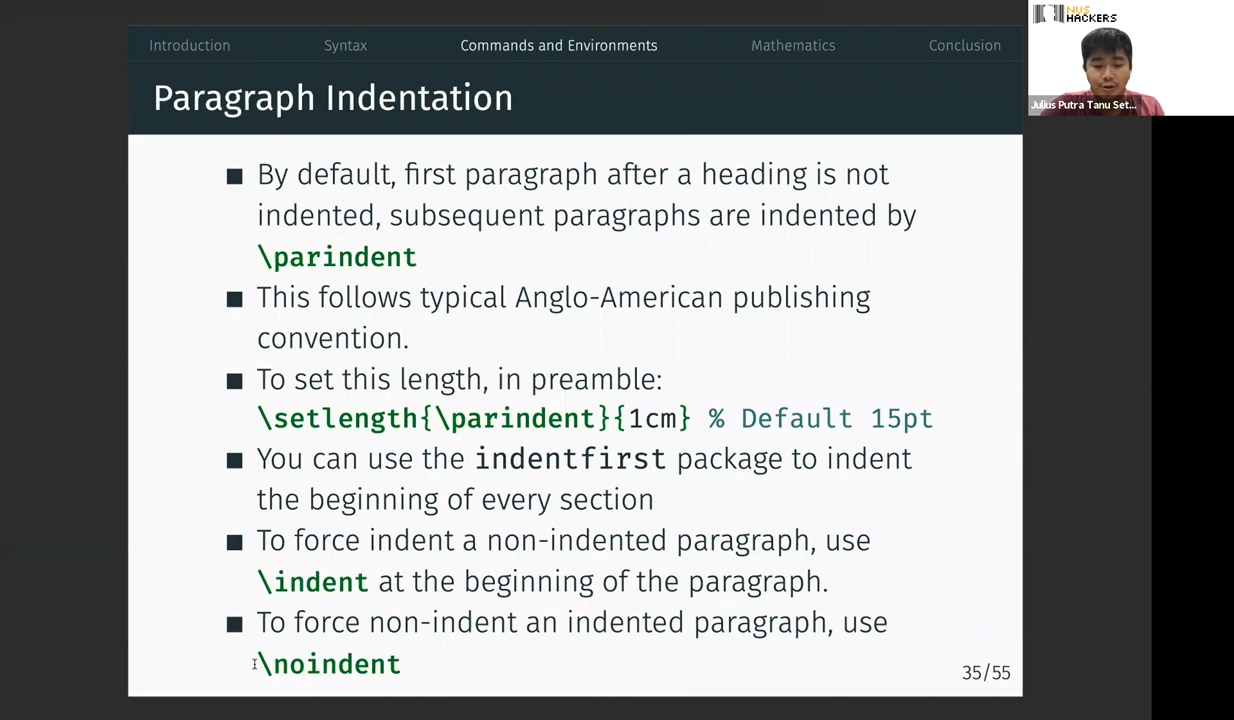 NUS
HACKERS
Introduction Syntax Commands and Environments Mathematics Conclusion
Paragraph Indentation
Julius Putra Tanu Set...
■ By default, first paragraph after a heading is not
indented, subsequent paragraphs are indented by
\parindent
■ This follows typical Anglo-American publishing
convention.
■ To set this length, in preamble:
\setlength{\parindent}{1cm} % Default 15pt
■ You can use the indentfirst package to indent
the beginning of every section
■ To force indent a non-indented paragraph, use
\indent at the beginning of the paragraph.
■ To force non-indent an indented paragraph, use
\noindent
35/55